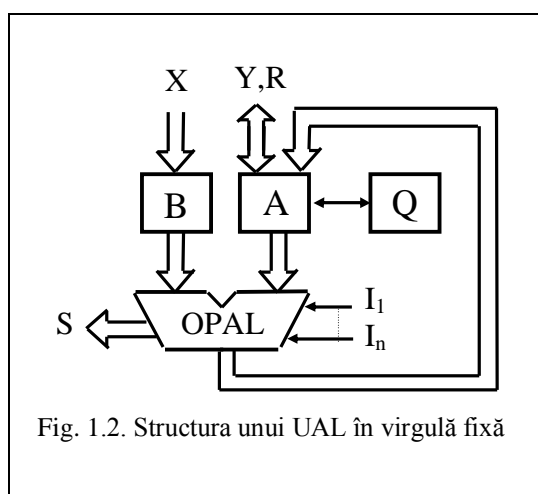 X Y,R
B A Q
I1
S OPAL
In
Fig. 1.2. Structura unui UAL în virgulă fixă